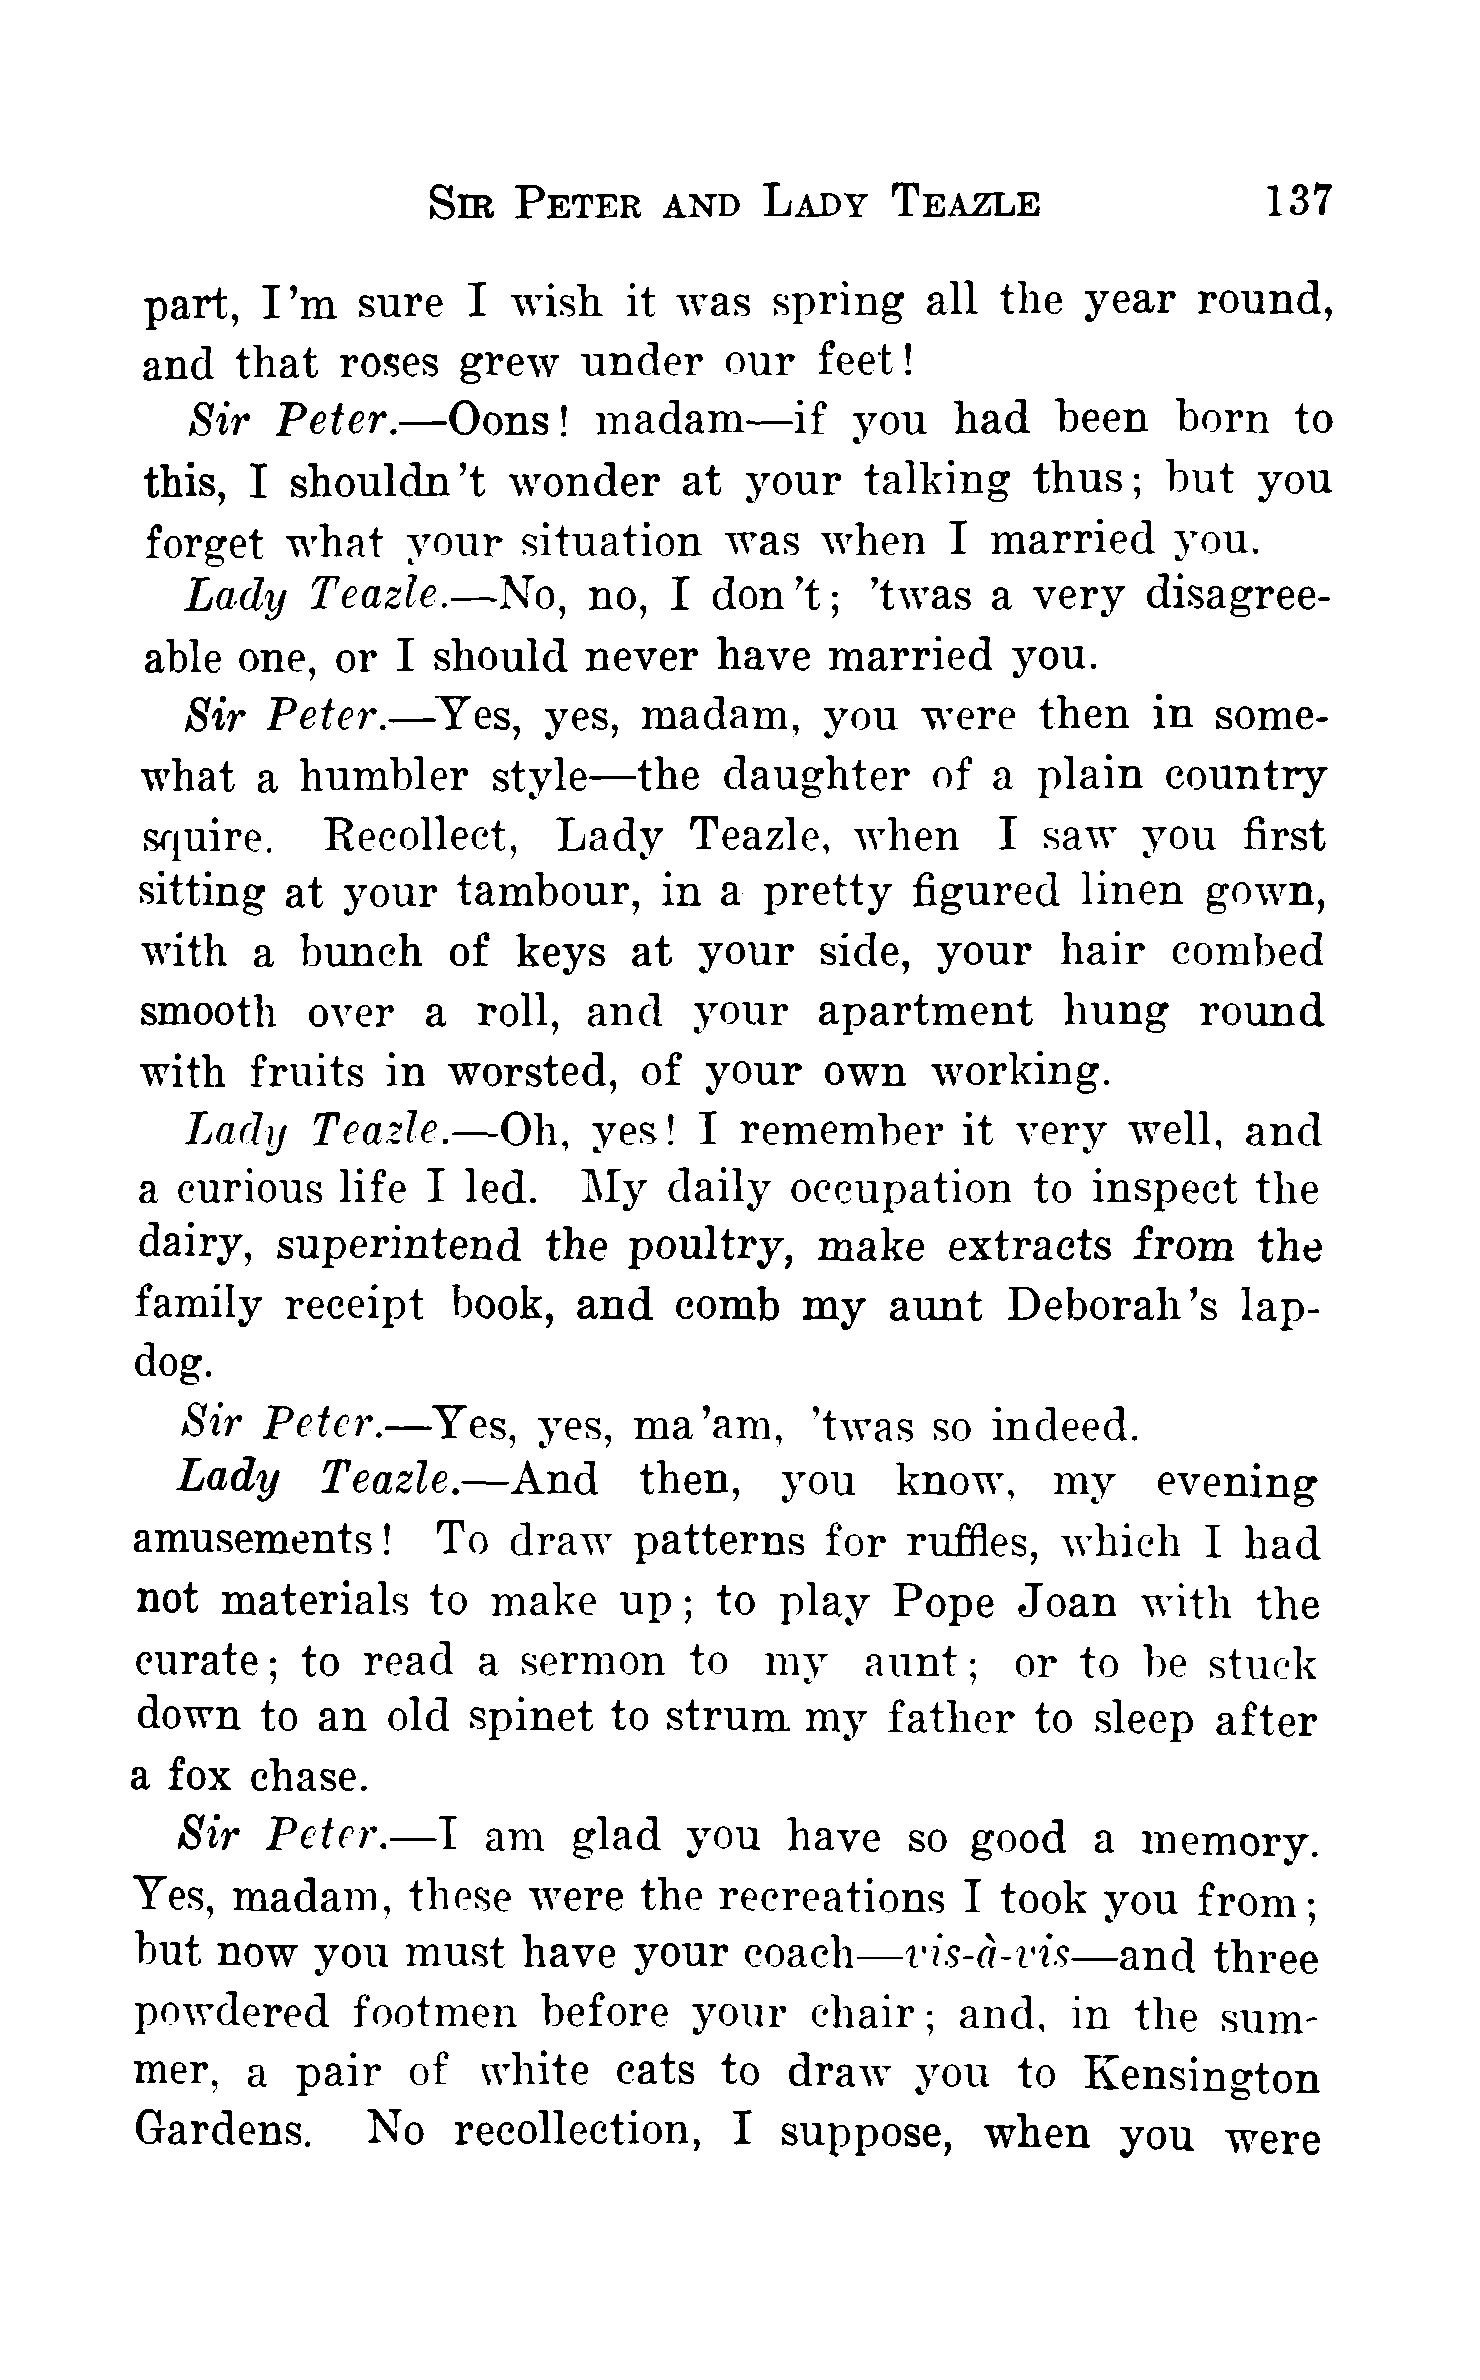 SIR PETER AND LADY TEAZLE 137
part, I'm sure I wish it was spring all the year round,
and that roses grew under our feet!
Sir Peter.—Oons! madam—if you had been born to
this, I shouldn't wonder at your talking thus; but you
forget what your situation was when I married you.
Lady Teazle.—No, no, I don't; 'twas a very disagree-
able one, or I should never have married you.
Sir Peter.—Yes, yes, madam, you were then in some-
what a humbler style—the daughter of a plain country
squire. Recollect, Lady Teazle, when I saw you first
sitting at your tambour, in a pretty figured linen gown,
with a bunch of keys at your side, your hair combed
smooth over a roll, and your apartment hung round
with fruits in worsted, of your own working.
Lady Teazle.—Oh, yes! I remember it very well, and
a curious life I led. My daily occupation to inspect the
dairy, superintend the poultry, make extracts from the
family receipt book, and comb my aunt Deborah's lap-
dog.
Sir Peter.—Yes, yes, ma'am, 'twas so indeed.
Lady Teazle.—And then, you know, my evening
amusements! To draw patterns for ruffles, which I had
not materials to make up; to play Pope Joan with the
curate; to read a sermon to my aunt; or to be stuck
down to an old spinet to strum my father to sleep after
a fox chase.
Sir Peter.—I am glad you have so good a memory.
Yes, madam, these were the recreations I took you from;
but now you must have your coach—vis-à-vis—and three
powdered footmen before your chair; and, in the sum-
mer, a pair of white cats to draw you to Kensington
Gardens. No recollection, I suppose, when you were